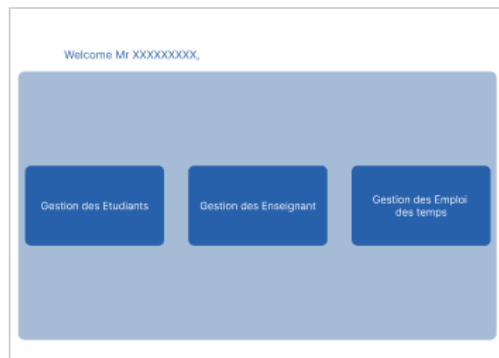 Welcome Mr XXXXXXXXX,
Gestion des Etudiants
Gestion des Enseignant
Gestion des Emploi
des temps